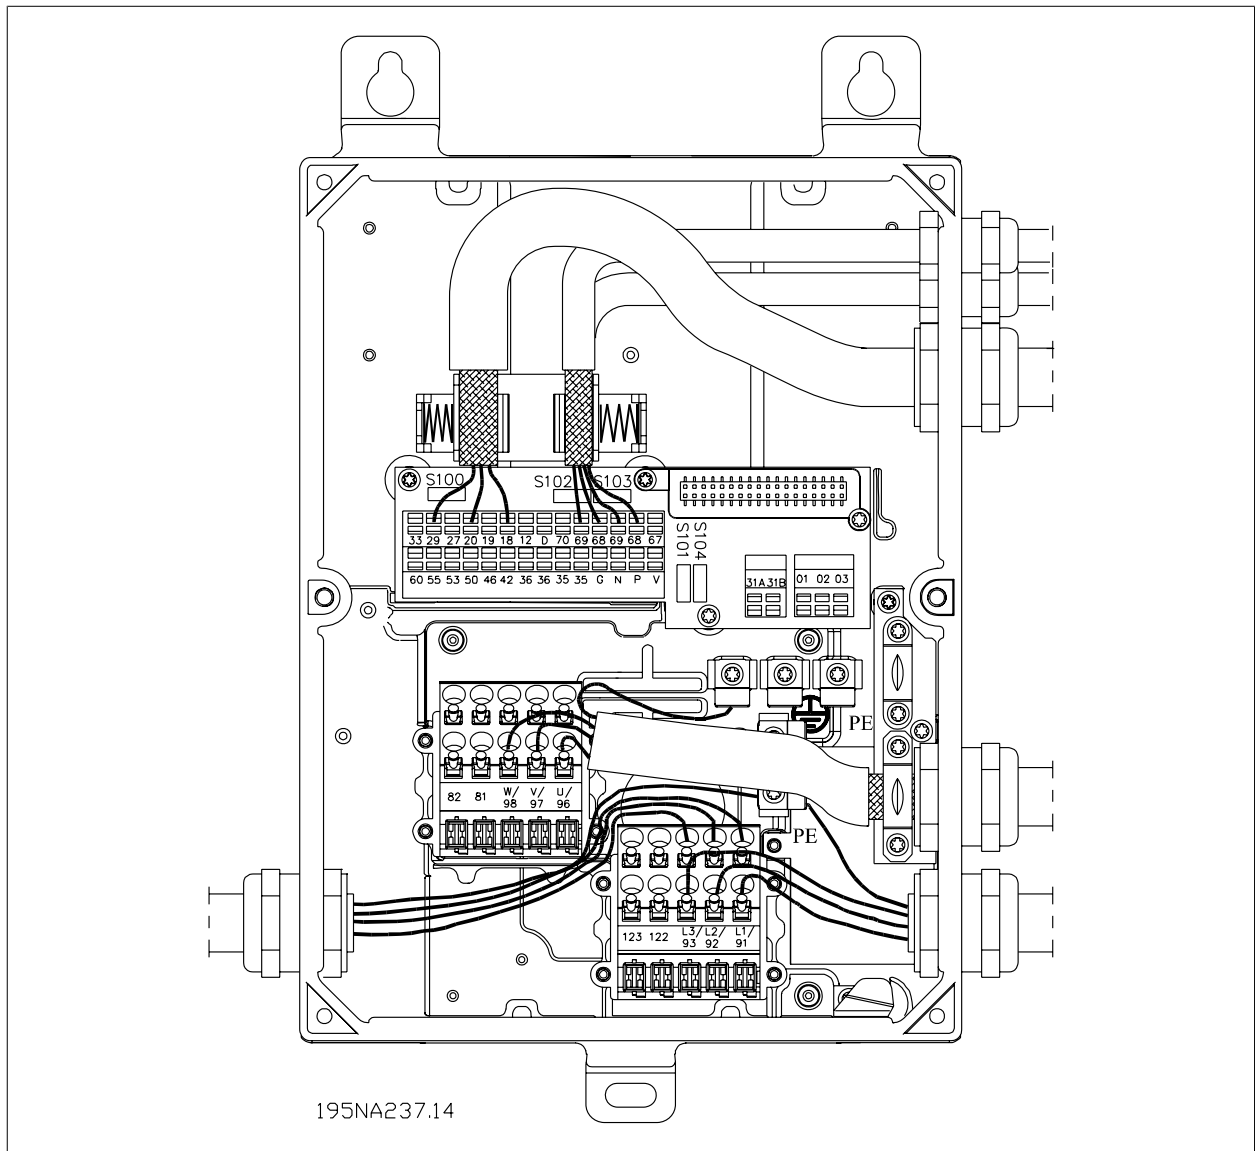 S100
S102
S103
33 29 27 20 19 18 12 D 70 69 68 69 68 67
60 55 53 50 46 42 36 36 35 35 G N P V
S101
S104
31A 31B
01 02 03
PE
82 81 W/98 V/97 U/96
PE
123 122 L3/93 L2/92 L1/91
195NA237.14